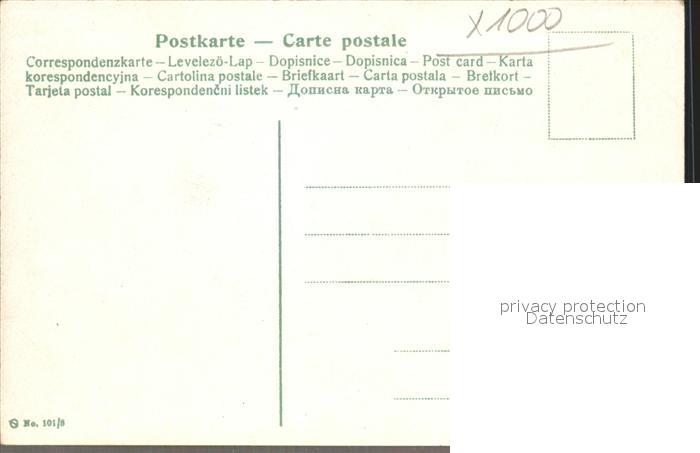 x1000
Postkarte — Carte postale
Correspondenzkarte – Levelező-Lap – Dopisnice – Dopisnica – Post card – Karta
korespondencyjna – Cartolina postale – Briefkaart – Carta postala – Brefkort –
Tarjeta postal – Korespondenční listek – Дописна карта – Открытое письмо
privacy protection
Datenschutz
No. 101/8